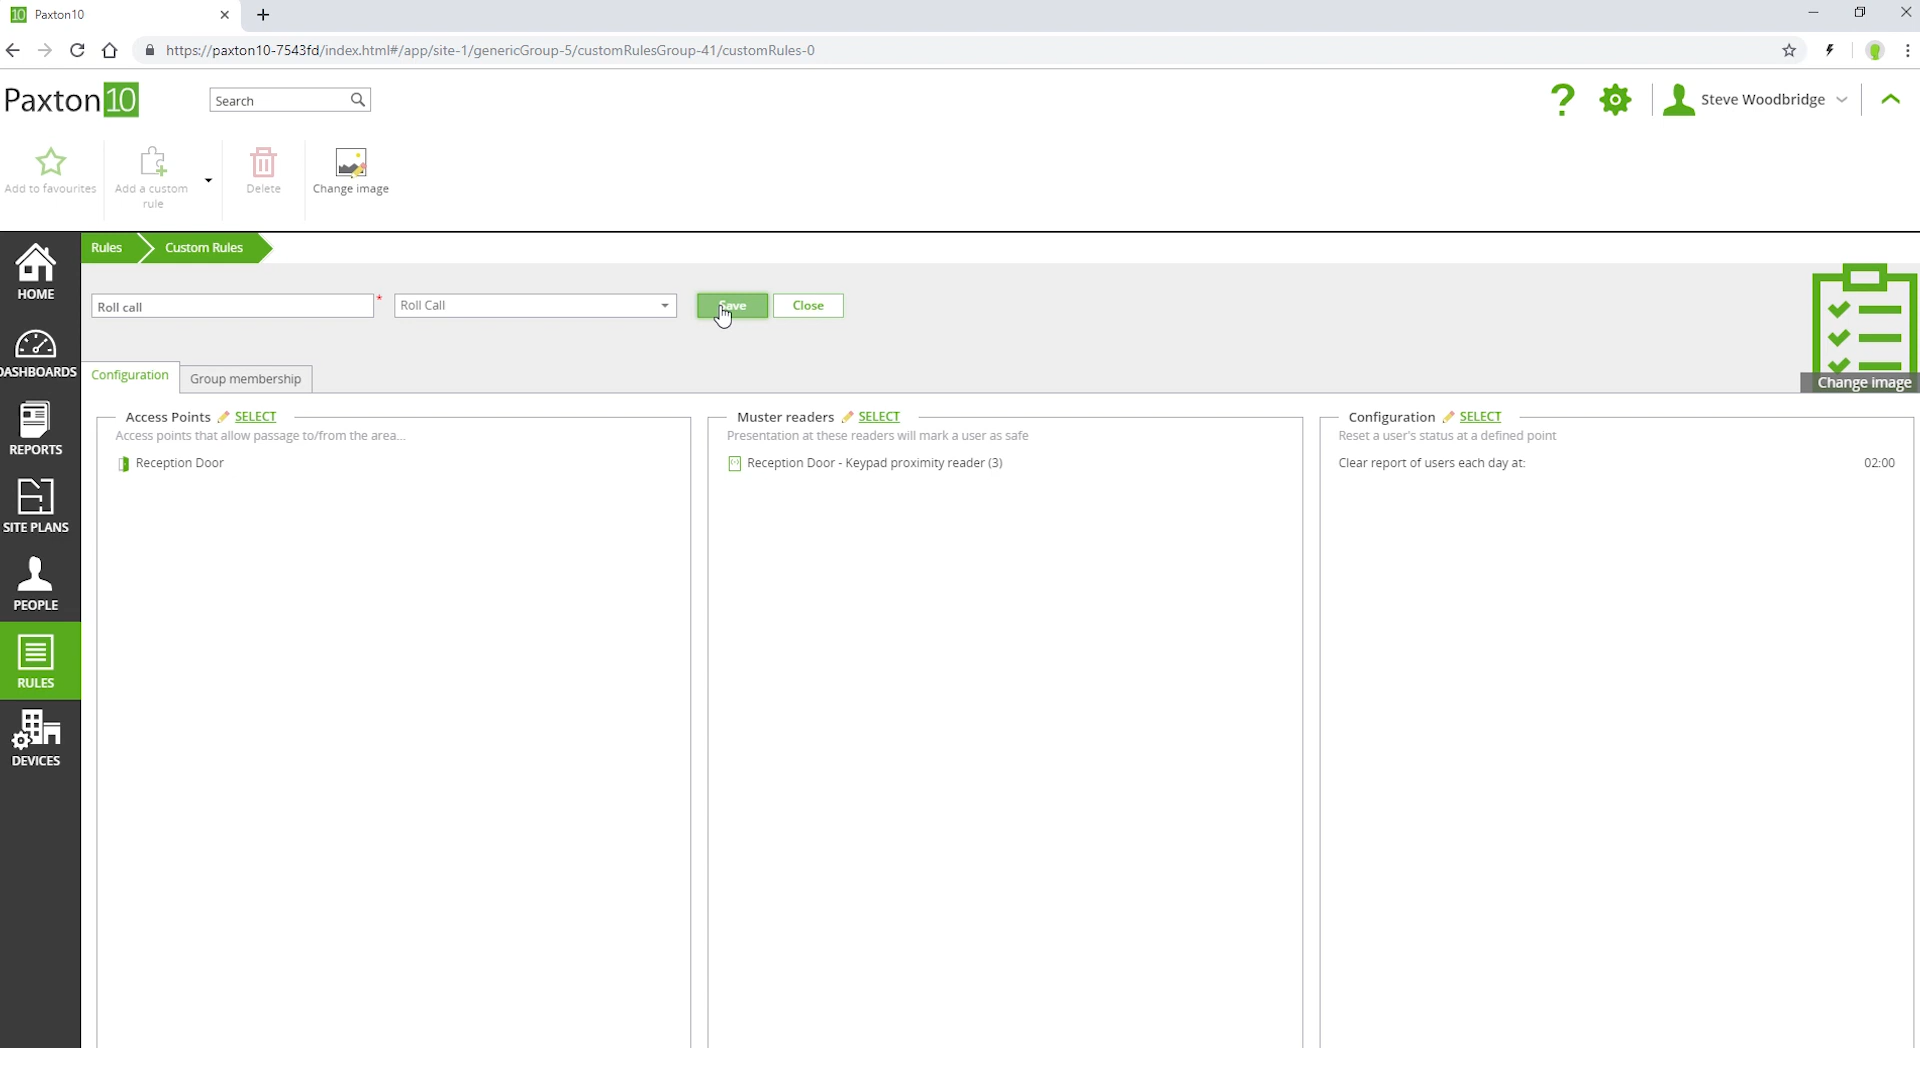 10 Paxton10
https://paxton10-7543fd/index.html#/app/site-1/genericGroup-5/customRulesGroup-41/customRules-0
Paxton 10
Search
? Steve Woodbridge
Add to favourites
Add a custom
rule
Delete
Change image
HOME
DASHBOARDS
REPORTS
SITE PLANS
PEOPLE
RULES
DEVICES
Rules Custom Rules
Roll call * Roll Call Save Close
Change image
Configuration Group membership
Access Points SELECT
Access points that allow passage to/from the area...
Reception Door
Muster readers SELECT
Presentation at these readers will mark a user as safe
Reception Door - Keypad proximity reader (3)
Configuration SELECT
Reset a user's status at a defined point
Clear report of users each day at: 02:00